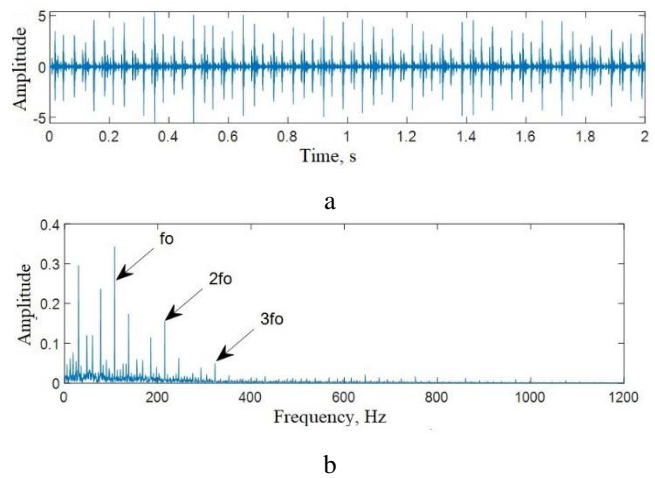 5
0
-5
Amplitude
0 0.2 0.4 0.6 0.8 1 1.2 1.4 1.6 1.8 2
Time, s
a
0.4
0.3
0.2
0.1
0
Amplitude
fo
2fo
3fo
0 200 400 600 800 1000 1200
Frequency, Hz
b